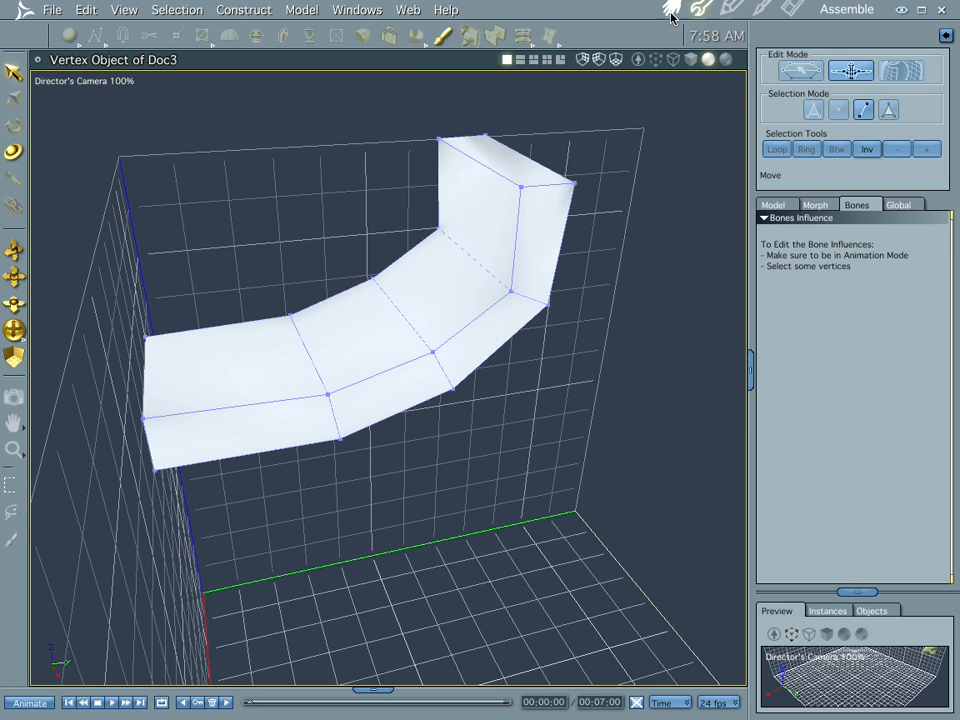 File Edit View Selection Construct Model Windows Web Help Assemble
7:58 AM
Vertex Object of Doc3
Director's Camera 100%
Edit Mode
Selection Mode
Selection Tools
Loop Ring Btw Inv - +
Move
Model Morph Bones Global
Bones Influence
To Edit the Bone Influences:
- Make sure to be in Animation Mode
- Select some vertices
Preview Instances Objects
Director's Camera 100%
Animate 00:00:00 / 00:07:00 Time 24 fps